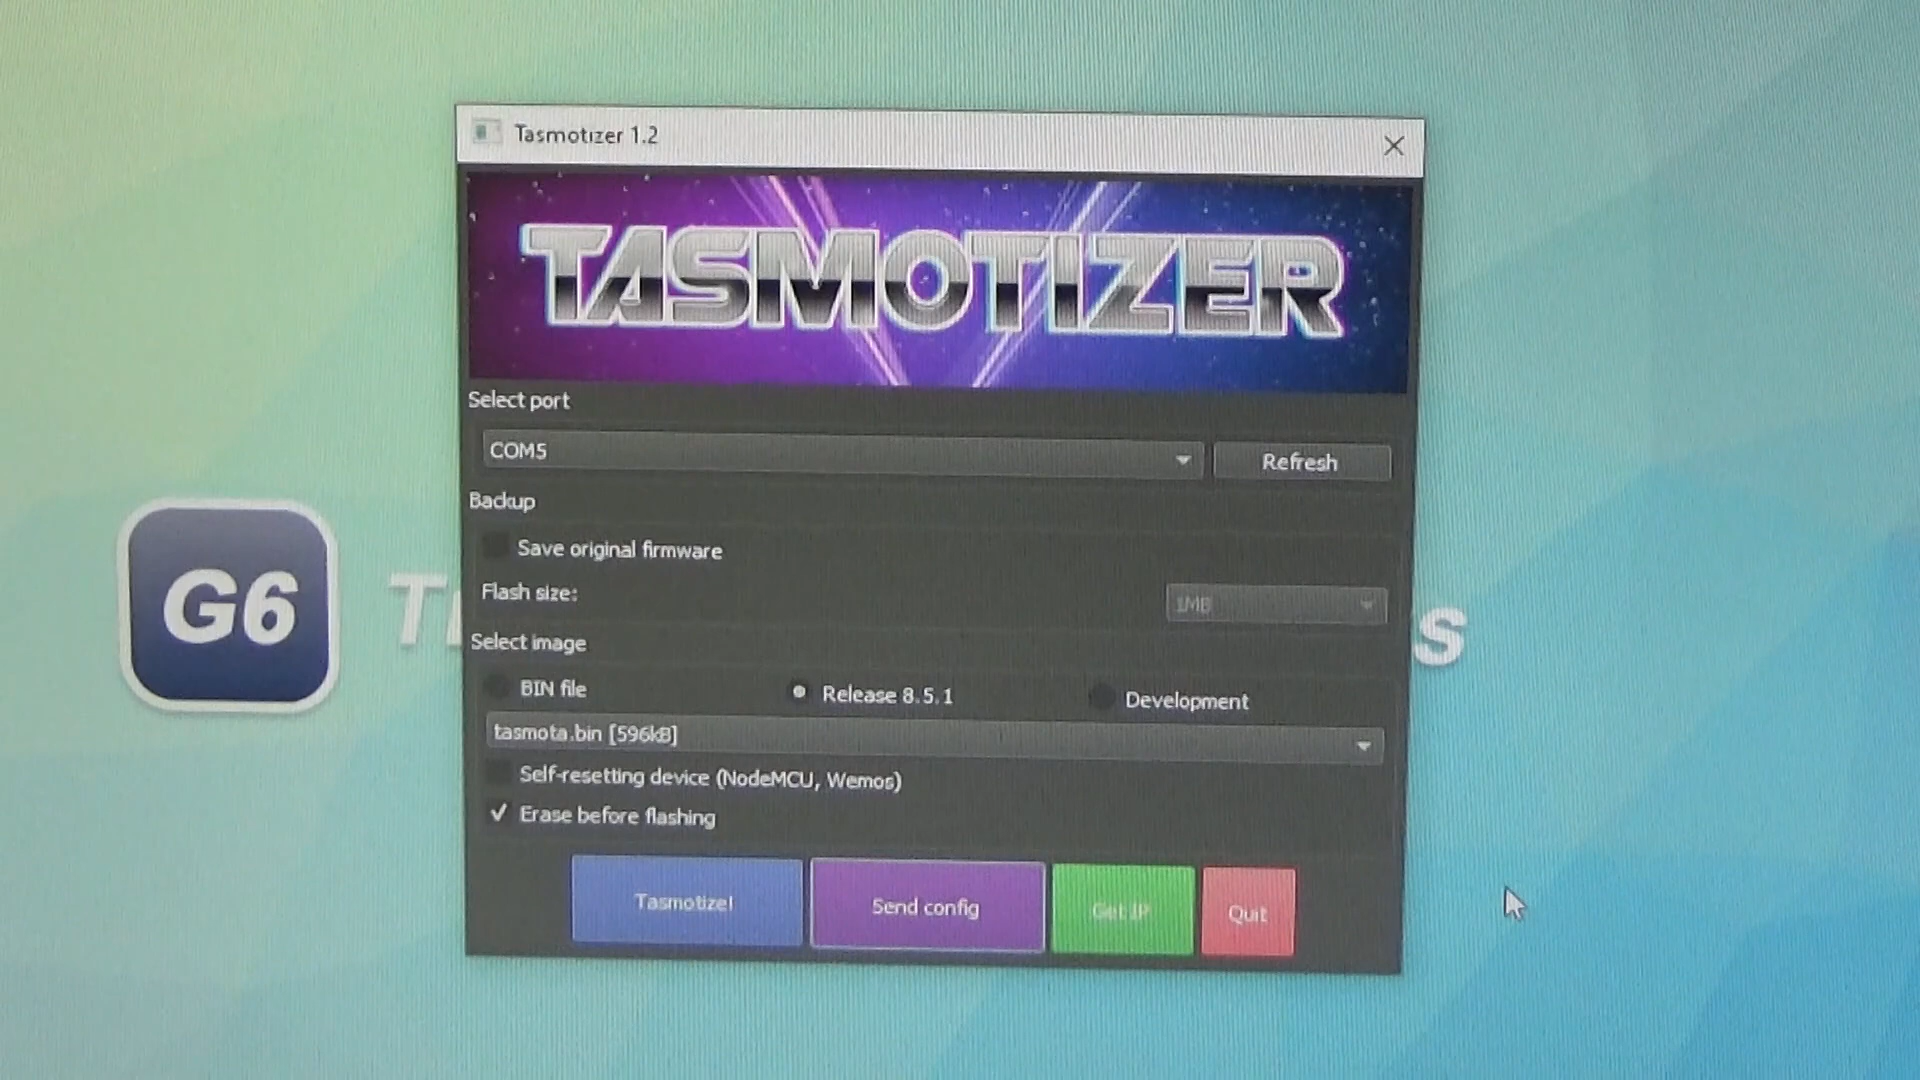 Tasmotizer 1.2
TASMOTIZER
Select port
COM5
Refresh
Backup
Save original firmware
Flash size:
1MB
G6
S
Select image
BIN file
Release 8.5.1
Development
tasmota.bin [596kB]
Self-resetting device (NodeMCU, Wemos)
Erase before flashing
Tasmotize!
Send config
Get IP
Quit